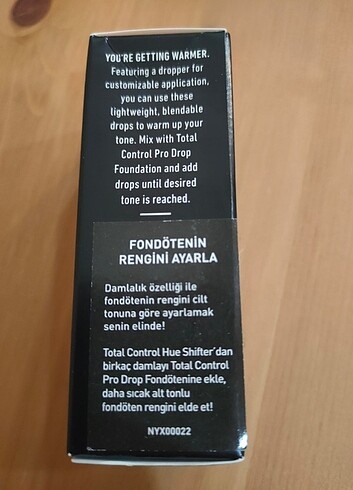 YOU'RE GETTING WARMER.
Featuring a dropper for
customizable application,
you can use these
lightweight, blendable
drops to warm up your
tone. Mix with Total
Control Pro Drop
Foundation and add
drops until desired
tone is reached.
FONDÖTENİN
RENGİNİ AYARLA
Damlalık özelliği ile
fondötenin rengini cilt
tonuna göre ayarlamak
senin elinde!
Total Control Hue Shifter'dan
birkaç damlayı Total Control
Pro Drop Fondötenine ekle,
daha sıcak alt tonlu
fondöten rengini elde et!
NYX00022